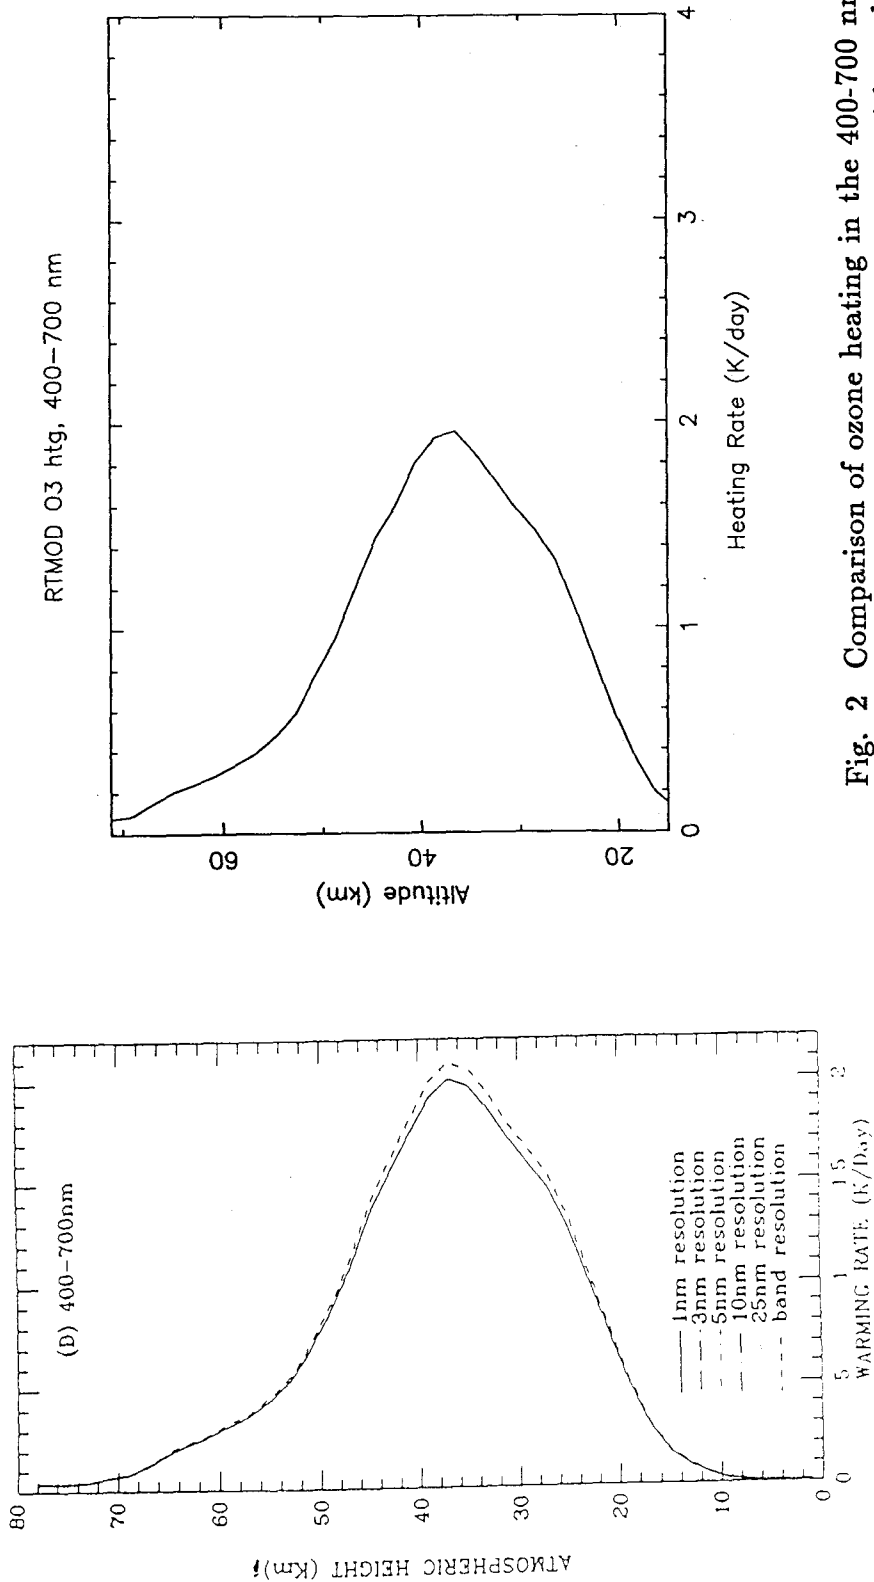 (D) 400-700nm
ATMOSPHERIC HEIGHT (Km)
80
70
60
50
40
30
20
10
0
1nm resolution
3nm resolution
5nm resolution
10nm resolution
25nm resolution
band resolution
0
.5
1
1.5
2
WARMING RATE (K/Day)
RTMOD O3 htg, 400-700 nm
Altitude (km)
60
40
20
0
1
2
3
4
Heating Rate (K/day)
Fig. 2 Comparison of ozone heating in the 400-700 nm